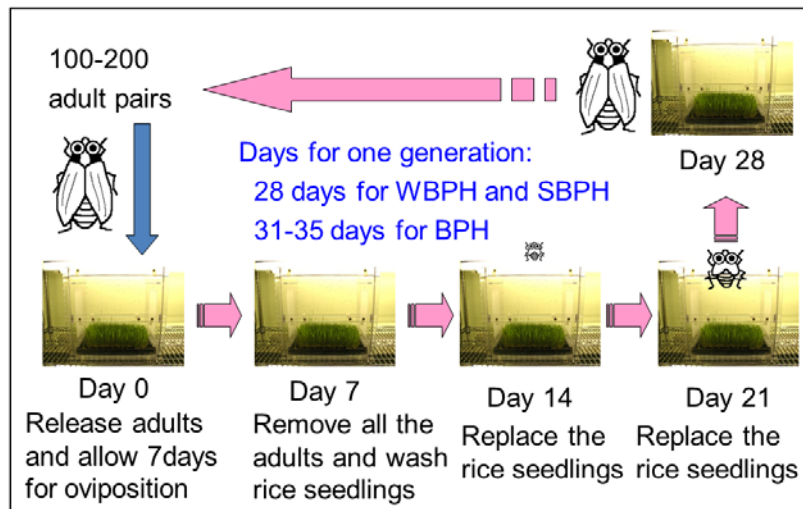 100-200
adult pairs
Days for one generation:
28 days for WBPH and SBPH
31-35 days for BPH
Day 28
Day 0
Release adults
and allow 7days
for oviposition
Day 7
Remove all the
adults and wash
rice seedlings
Day 14
Replace the
rice seedlings
Day 21
Replace the
rice seedlings